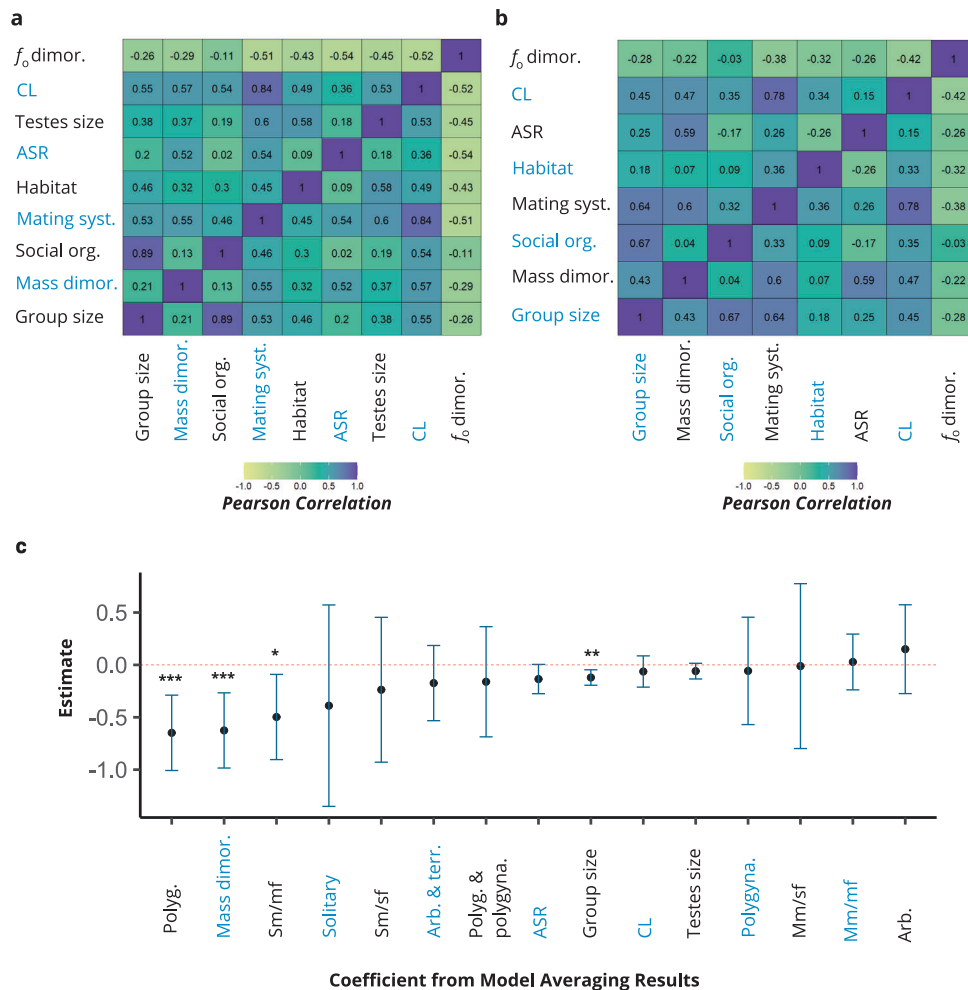 a
fo dimor. -0.26 -0.29 -0.11 -0.51 -0.43 -0.54 -0.45 -0.52 1
CL 0.55 0.57 0.54 0.84 0.49 0.36 0.53 1 -0.52
Testes size 0.38 0.37 0.19 0.6 0.58 0.18 1 0.53 -0.45
ASR 0.2 0.52 0.02 0.54 0.09 1 0.18 0.36 -0.54
Habitat 0.46 0.32 0.3 0.45 1 0.09 0.58 0.49 -0.43
Mating syst. 0.53 0.55 0.46 1 0.45 0.54 0.6 0.84 -0.51
Social org. 0.89 0.13 1 0.46 0.3 0.02 0.19 0.54 -0.11
Mass dimor. 0.21 1 0.13 0.55 0.32 0.52 0.37 0.57 -0.29
Group size 1 0.21 0.89 0.53 0.46 0.2 0.38 0.55 -0.26
Group size
Mass dimor.
Social org.
Mating syst.
Habitat
ASR
Testes size
CL
fo dimor.
-1.0 -0.5 0.0 0.5 1.0
Pearson Correlation
b
fo dimor. -0.28 -0.22 -0.03 -0.38 -0.32 -0.26 -0.42 1
CL 0.45 0.47 0.35 0.78 0.34 0.15 1 -0.42
ASR 0.25 0.59 -0.17 0.26 -0.26 1 0.15 -0.26
Habitat 0.18 0.07 0.09 0.36 1 -0.26 0.33 -0.32
Mating syst. 0.64 0.6 0.32 1 0.36 0.26 0.78 -0.38
Social org. 0.67 0.04 1 0.33 0.09 -0.17 0.35 -0.03
Mass dimor. 0.43 1 0.04 0.6 0.07 0.59 0.47 -0.22
Group size 1 0.43 0.67 0.64 0.18 0.25 0.45 -0.28
Group size
Mass dimor.
Social org.
Mating syst.
Habitat
ASR
CL
fo dimor.
-1.0 -0.5 0.0 0.5 1.0
Pearson Correlation
c
Estimate
0.5
0.0
-0.5
-1.0
***
***
*
**
Polyg.
Mass dimor.
Sm/mf
Solitary
Sm/sf
Arb. & terr.
Polyg. &
polygyna.
ASR
Group size
CL
Testes size
Polygyna.
Mm/sf
Mm/mf
Arb.
Coefficient from Model Averaging Results